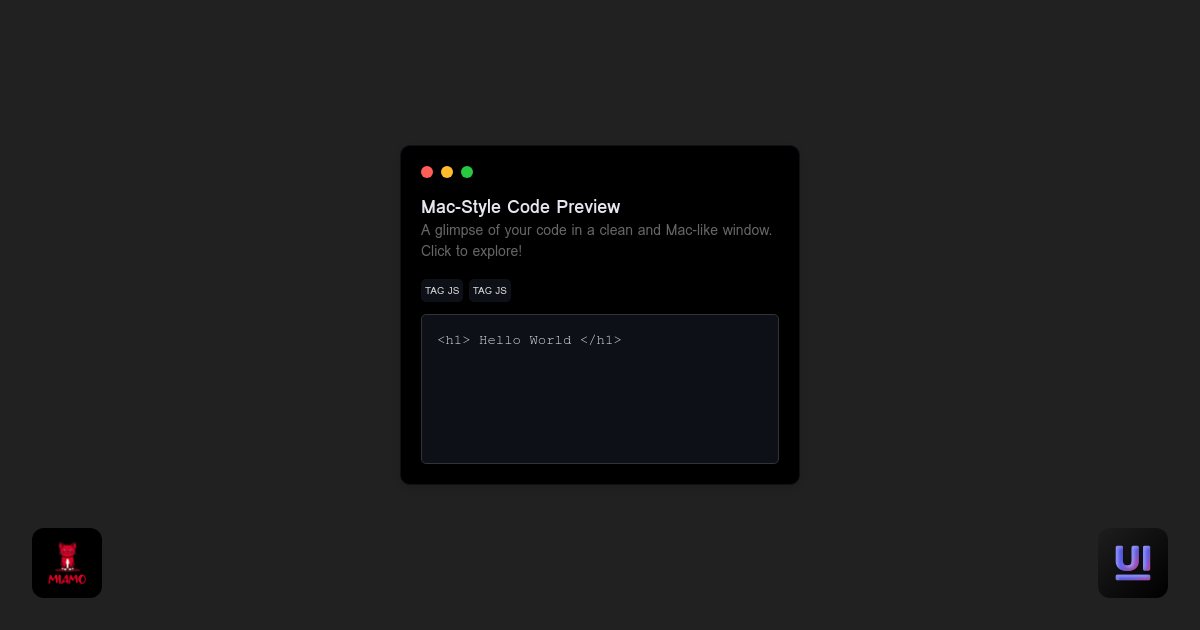 Mac-Style Code Preview
A glimpse of your code in a clean and Mac-like window.
Click to explore!
TAG JS TAG JS
<h1> Hello World </h1>
MIAMO
UI